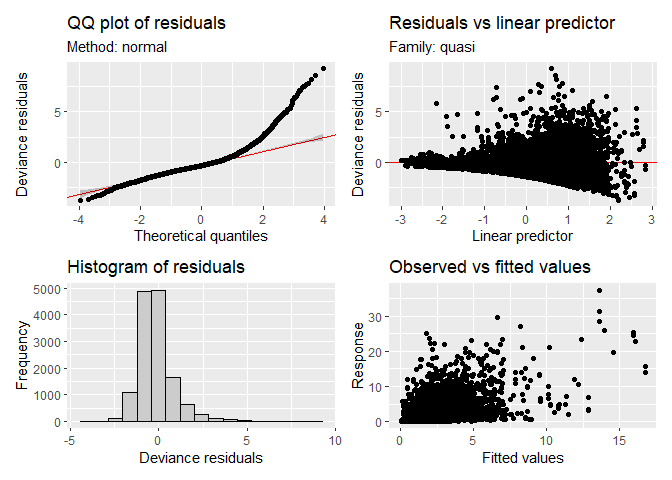 QQ plot of residuals
Method: normal
Deviance residuals
5
0
-4
-2
0
2
4
Theoretical quantiles
Residuals vs linear predictor
Family: quasi
Deviance residuals
5
0
-3
-2
-1
0
1
2
3
Linear predictor
Histogram of residuals
Frequency
5000
4000
3000
2000
1000
0
-5
0
5
10
Deviance residuals
Observed vs fitted values
Response
30
20
10
0
0
5
10
15
Fitted values